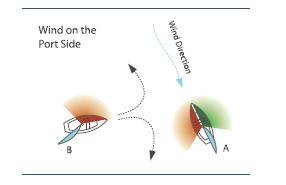 Wind on the
Port Side
Wind Direction
B
A